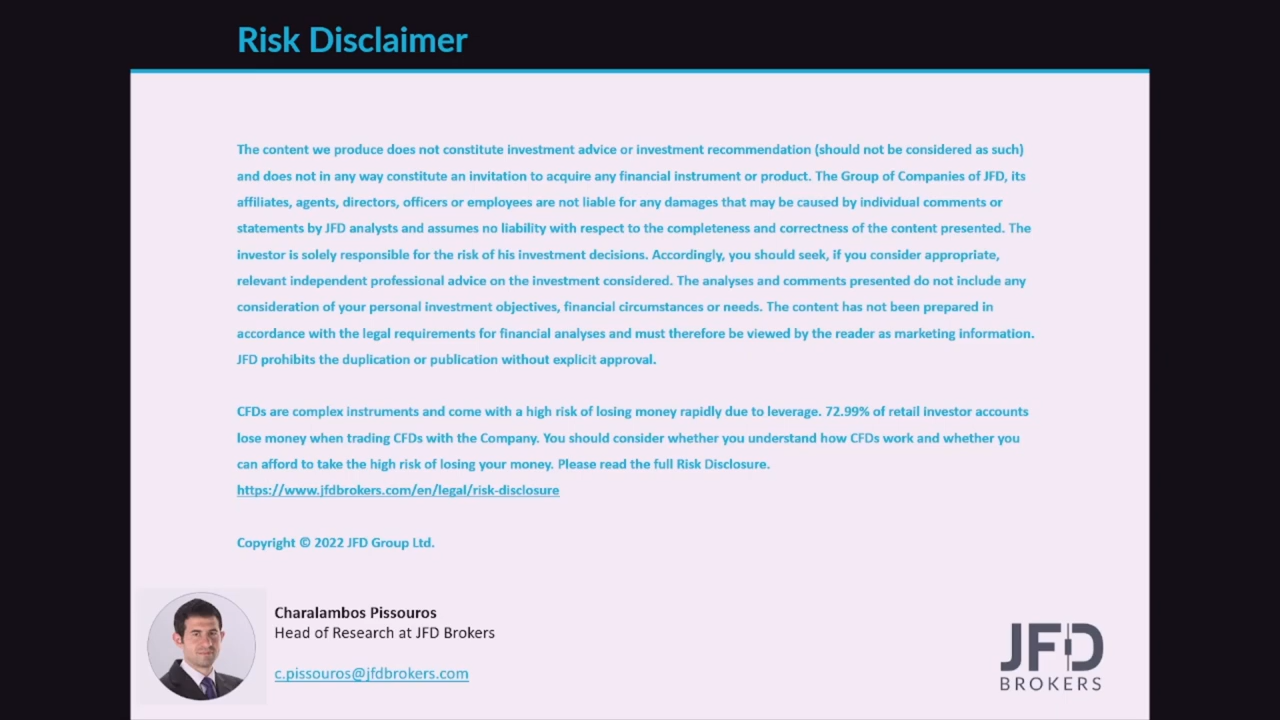 Risk Disclaimer
The content we produce does not constitute investment advice or investment recommendation (should not be considered as such)
and does not in any way constitute an invitation to acquire any financial instrument or product. The Group of Companies of JFD, its
affiliates, agents, directors, officers or employees are not liable for any damages that may be caused by individual comments or
statements by JFD analysts and assumes no liability with respect to the completeness and correctness of the content presented. The
investor is solely responsible for the risk of his investment decisions. Accordingly, you should seek, if you consider appropriate,
relevant independent professional advice on the investment considered. The analyses and comments presented do not include any
consideration of your personal investment objectives, financial circumstances or needs. The content has not been prepared in
accordance with the legal requirements for financial analyses and must therefore be viewed by the reader as marketing information.
JFD prohibits the duplication or publication without explicit approval.
CFDs are complex instruments and come with a high risk of losing money rapidly due to leverage. 72.99% of retail investor accounts
lose money when trading CFDs with the Company. You should consider whether you understand how CFDs work and whether you
can afford to take the high risk of losing your money. Please read the full Risk Disclosure.
https://www.jfdbrokers.com/en/legal/risk-disclosure
Copyright © 2022 JFD Group Ltd.
Charalambos Pissouros
Head of Research at JFD Brokers
c.pissouros@jfdbrokers.com
JFD
BROKERS